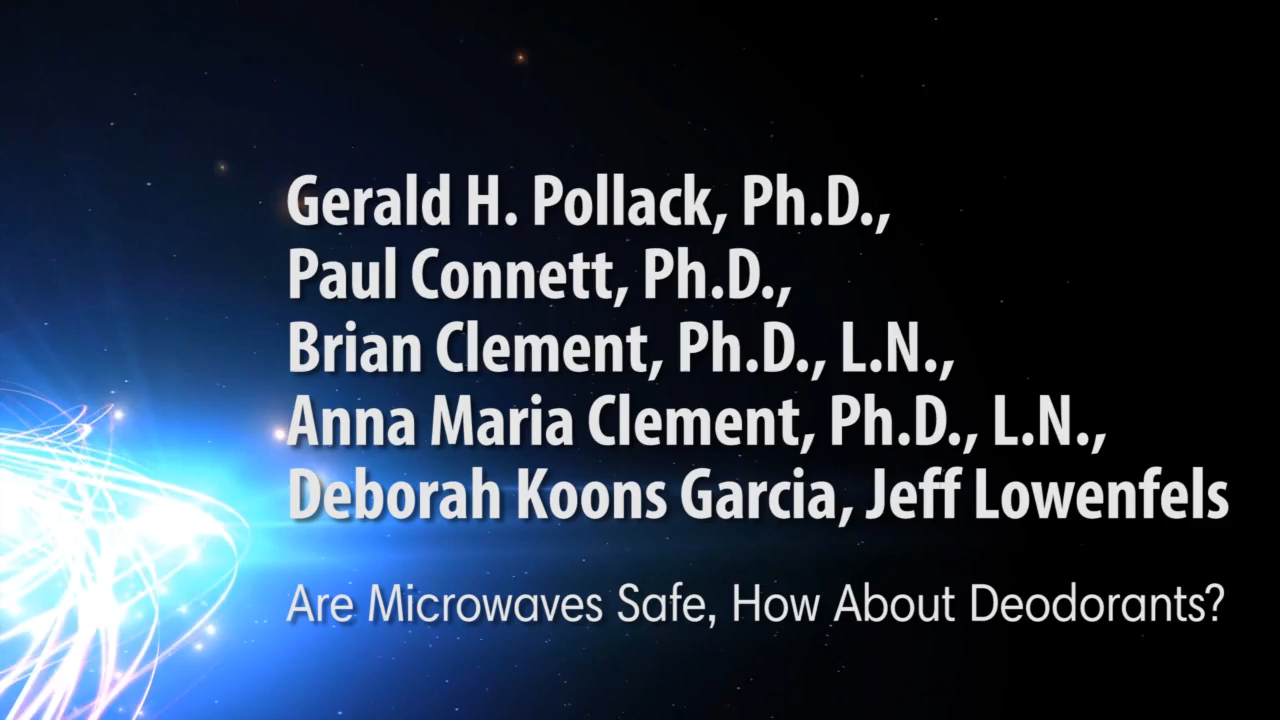 Gerald H. Pollack, Ph.D.,
Paul Connett, Ph.D.,
Brian Clement, Ph.D., L.N.,
Anna Maria Clement, Ph.D., L.N.,
Deborah Koons Garcia, Jeff Lowenfels
Are Microwaves Safe, How About Deodorants?